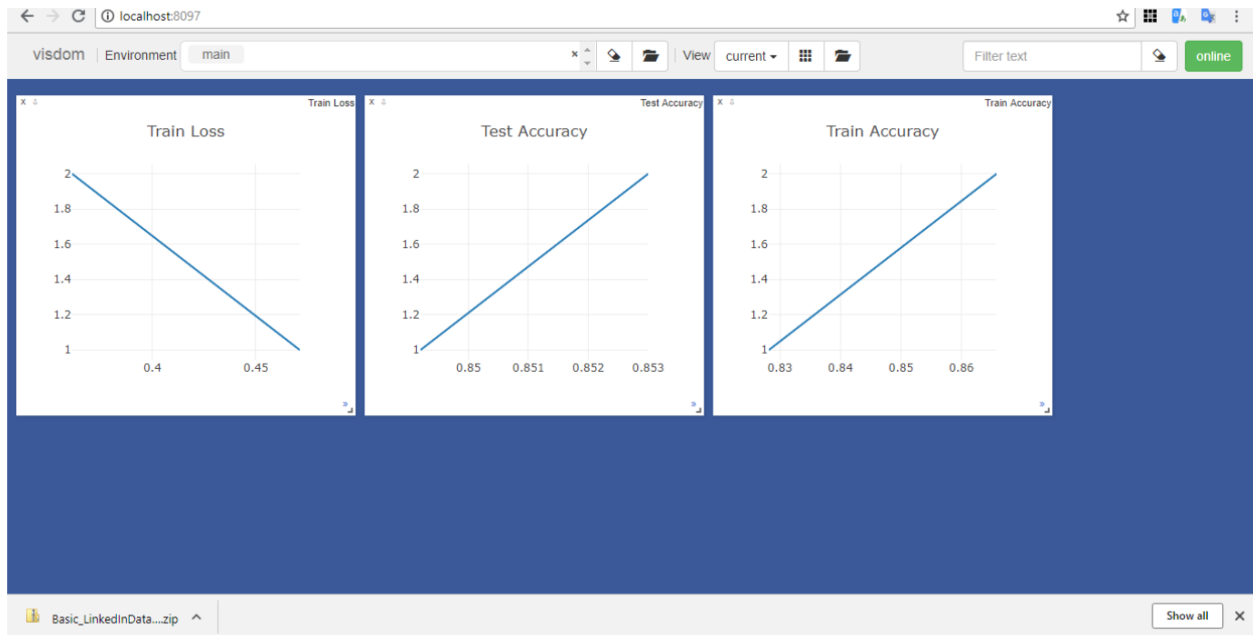 localhost:8097
visdom Environment main × View current Filter text online
X Train Loss
Train Loss
2
1.8
1.6
1.4
1.2
1
0.4 0.45
X Test Accuracy
Test Accuracy
2
1.8
1.6
1.4
1.2
1
0.85 0.851 0.852 0.853
X Train Accuracy
Train Accuracy
2
1.8
1.6
1.4
1.2
1
0.83 0.84 0.85 0.86
Basic_LinkedInData....zip Show all